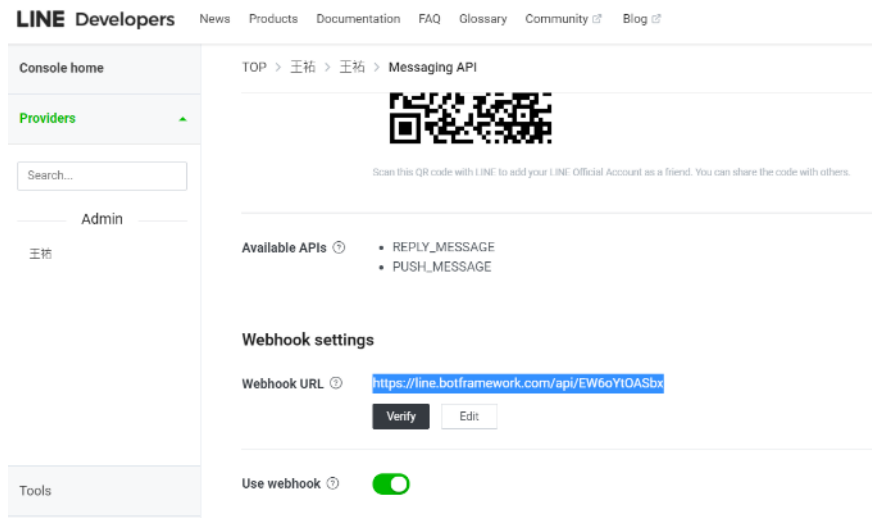 LINE Developers News Products Documentation FAQ Glossary Community Blog
Console home
TOP > 王祐 > 王祐 > Messaging API
Providers
Scan this QR code with LINE to add your LINE Official Account as a friend. You can share the code with others.
Search...
Admin
王祐
Available APIs
• REPLY_MESSAGE
• PUSH_MESSAGE
Webhook settings
Webhook URL https://line.botframework.com/api/EW6oYtOASbx
Verify Edit
Use webhook
Tools